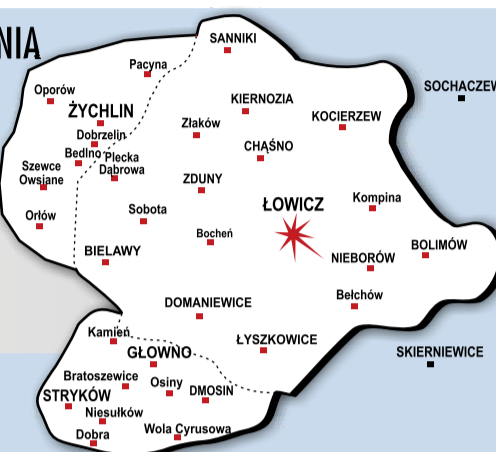 NIA
SANNIKI
Pacyna
SOCHACZEW
Oporów
KIERNOZIA
ŻYCHLIN
KOCIERZEW
Złaków
Dobrzelin
CHĄŚNO
Bedlno
Plecka
Dąbrowa
Szewce
Owsiane
ZDUNY
Kompina
ŁOWICZ
Sobota
Orłów
Bocheń
BOLIMÓW
BIELAWY
NIEBORÓW
Bełchów
DOMANIEWICE
Kamień
ŁYSZKOWICE
GŁOWNO
SKIERNIEWICE
Bratoszewice
Osiny
DMOSIN
STRYKÓW
Niesułków
Wola Cyrusowa
Dobra